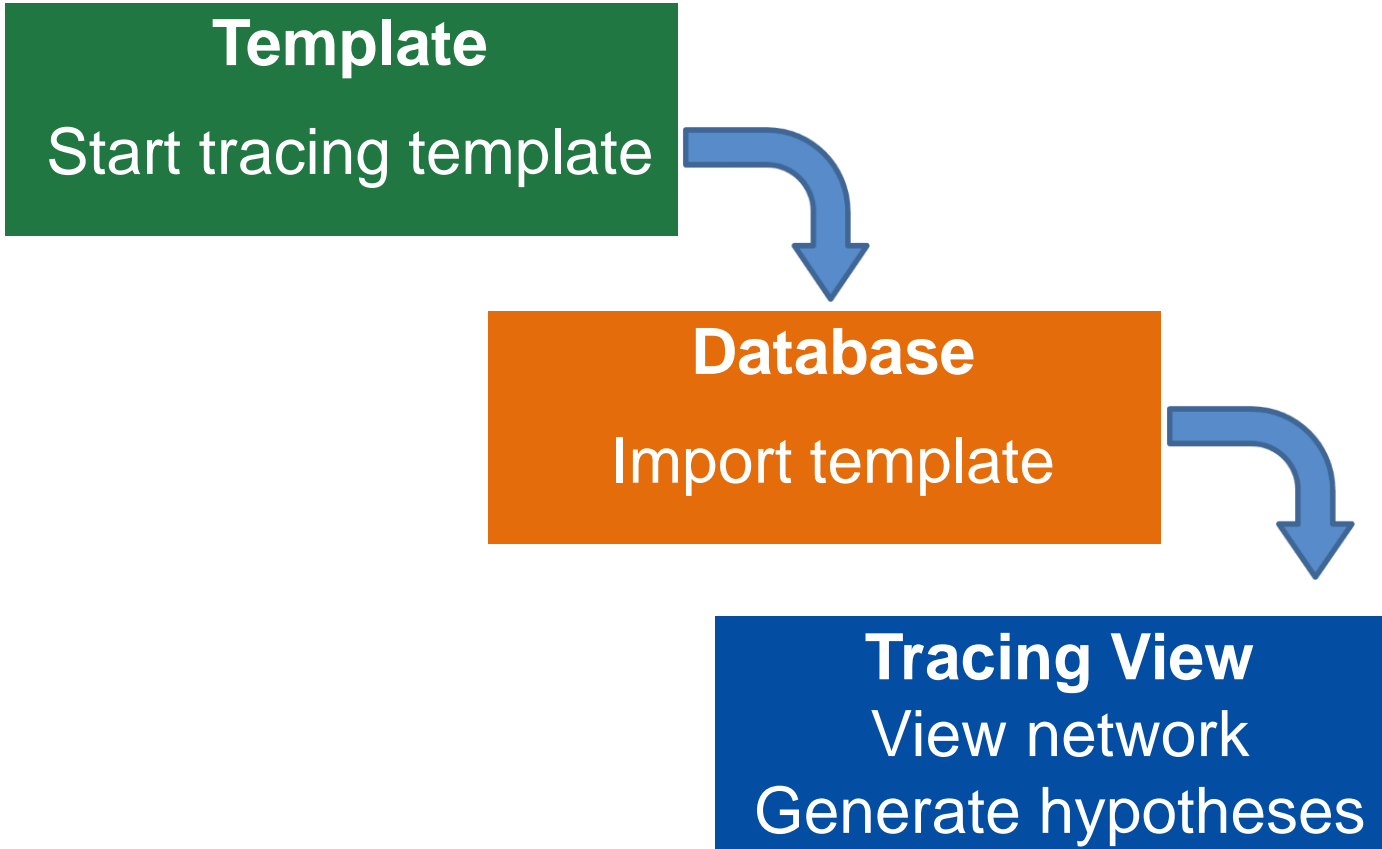 Template
Start tracing template
Database
Import template
Tracing View
View network
Generate hypotheses